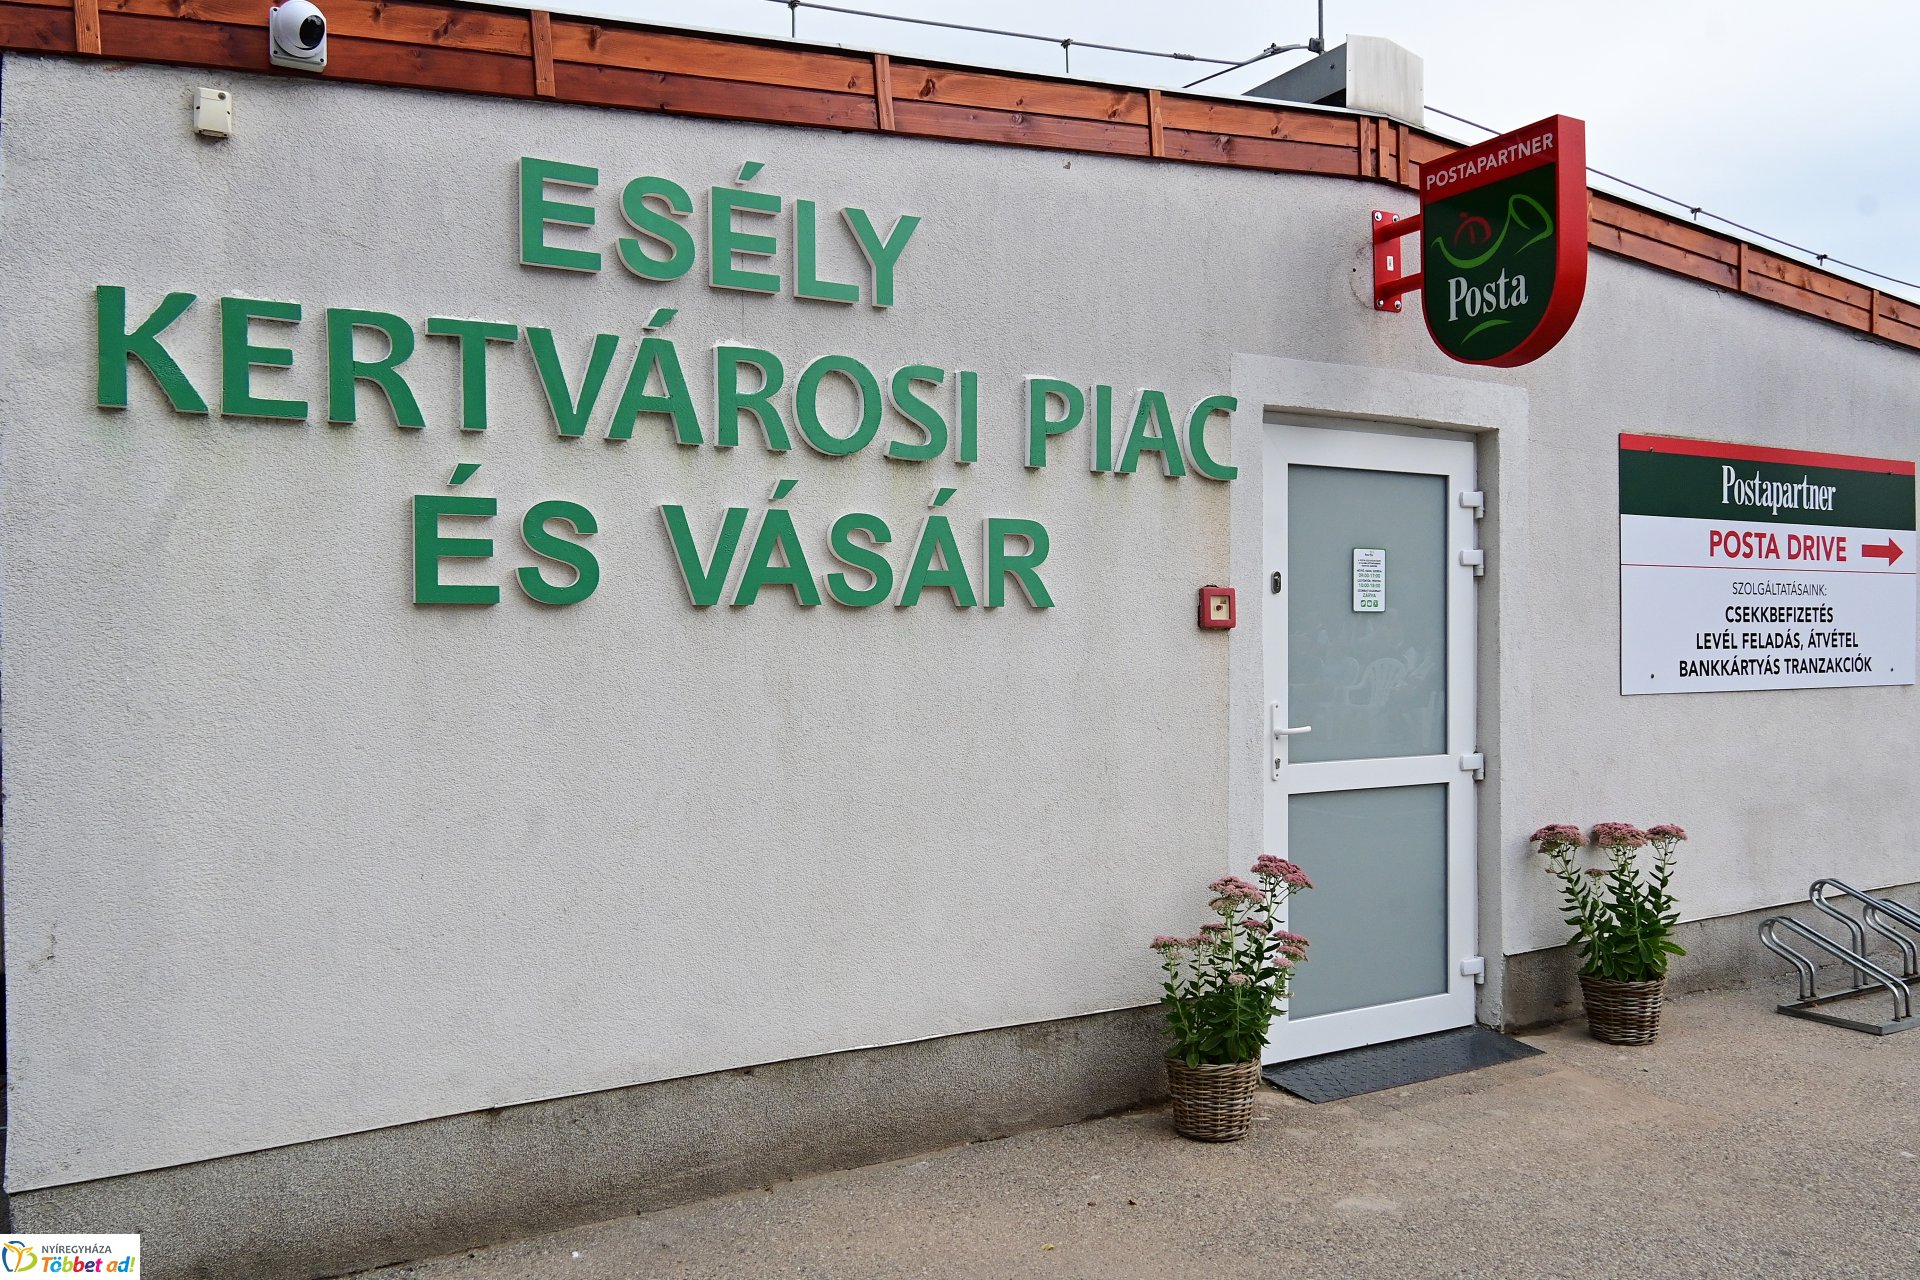 ESÉLY
KERTVÁROSI PIAC
ÉS VÁSÁR
POSTAPARTNER
Posta
Postapartner
POSTA DRIVE
SZOLGÁLTATÁSAINK:
CSEKKBEFIZETÉS
LEVÉL FELADÁS, ÁTVÉTEL
BANKKÁRTYÁS TRANZAKCIÓK
ZÁRVA
NYÍREGYHÁZA
Többet ad!